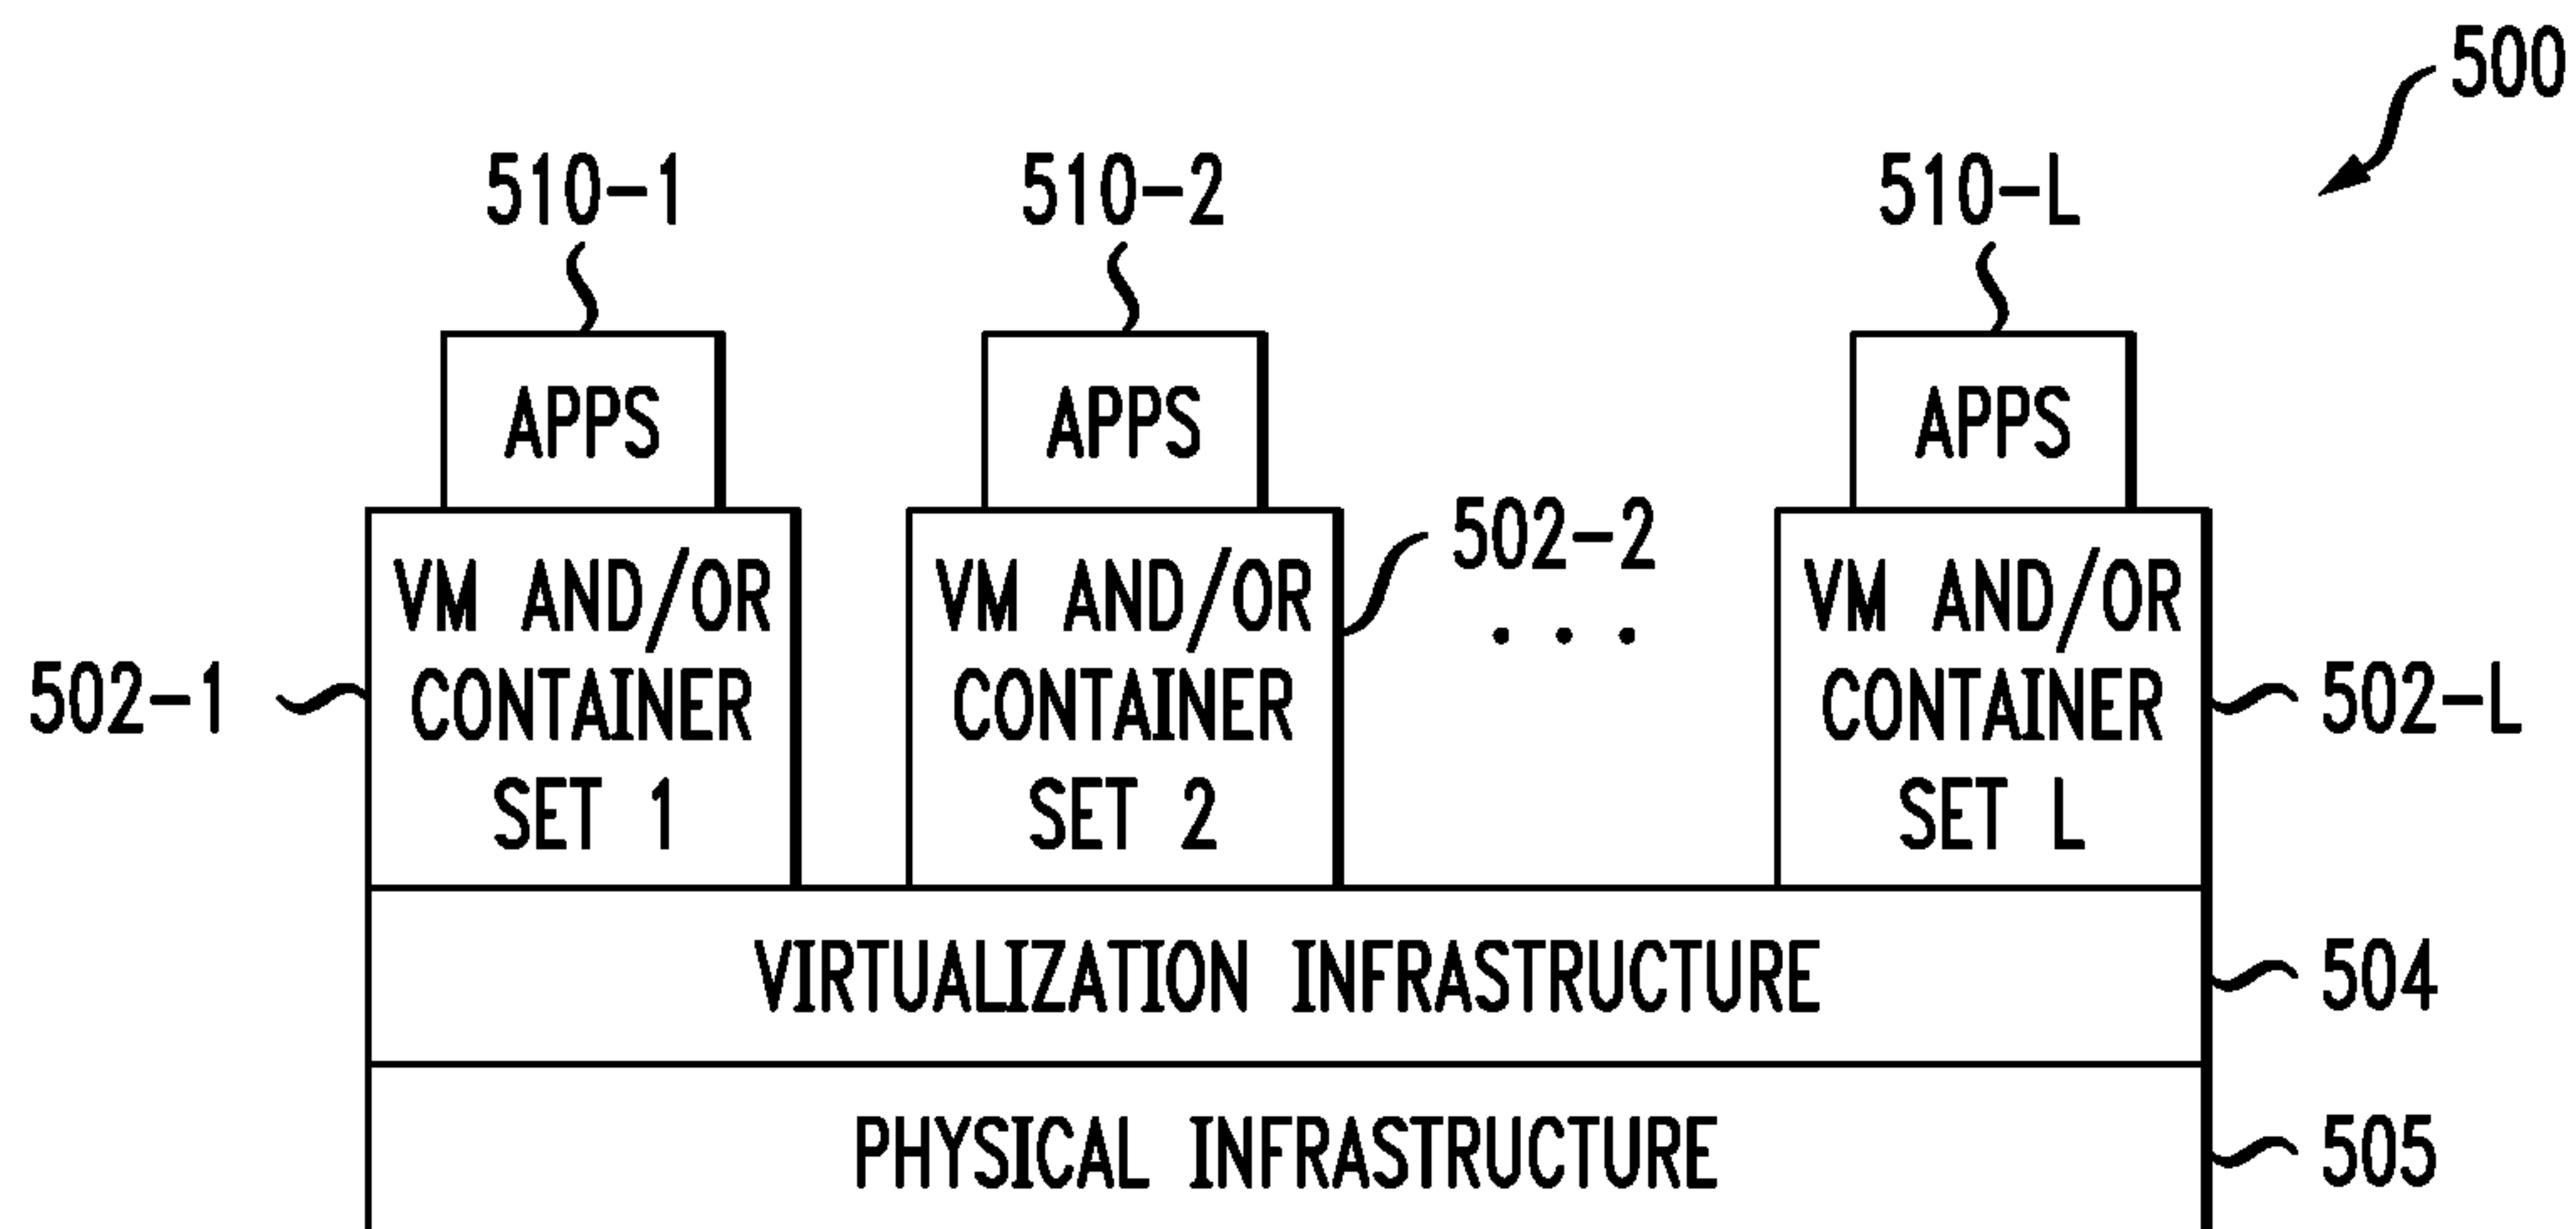 500
510-1
510-2
510-L
APPS
APPS
APPS
502-1
VM AND/OR
CONTAINER
SET 1
VM AND/OR
CONTAINER
SET 2
502-2
. . .
VM AND/OR
CONTAINER
SET L
502-L
VIRTUALIZATION INFRASTRUCTURE
504
PHYSICAL INFRASTRUCTURE
505